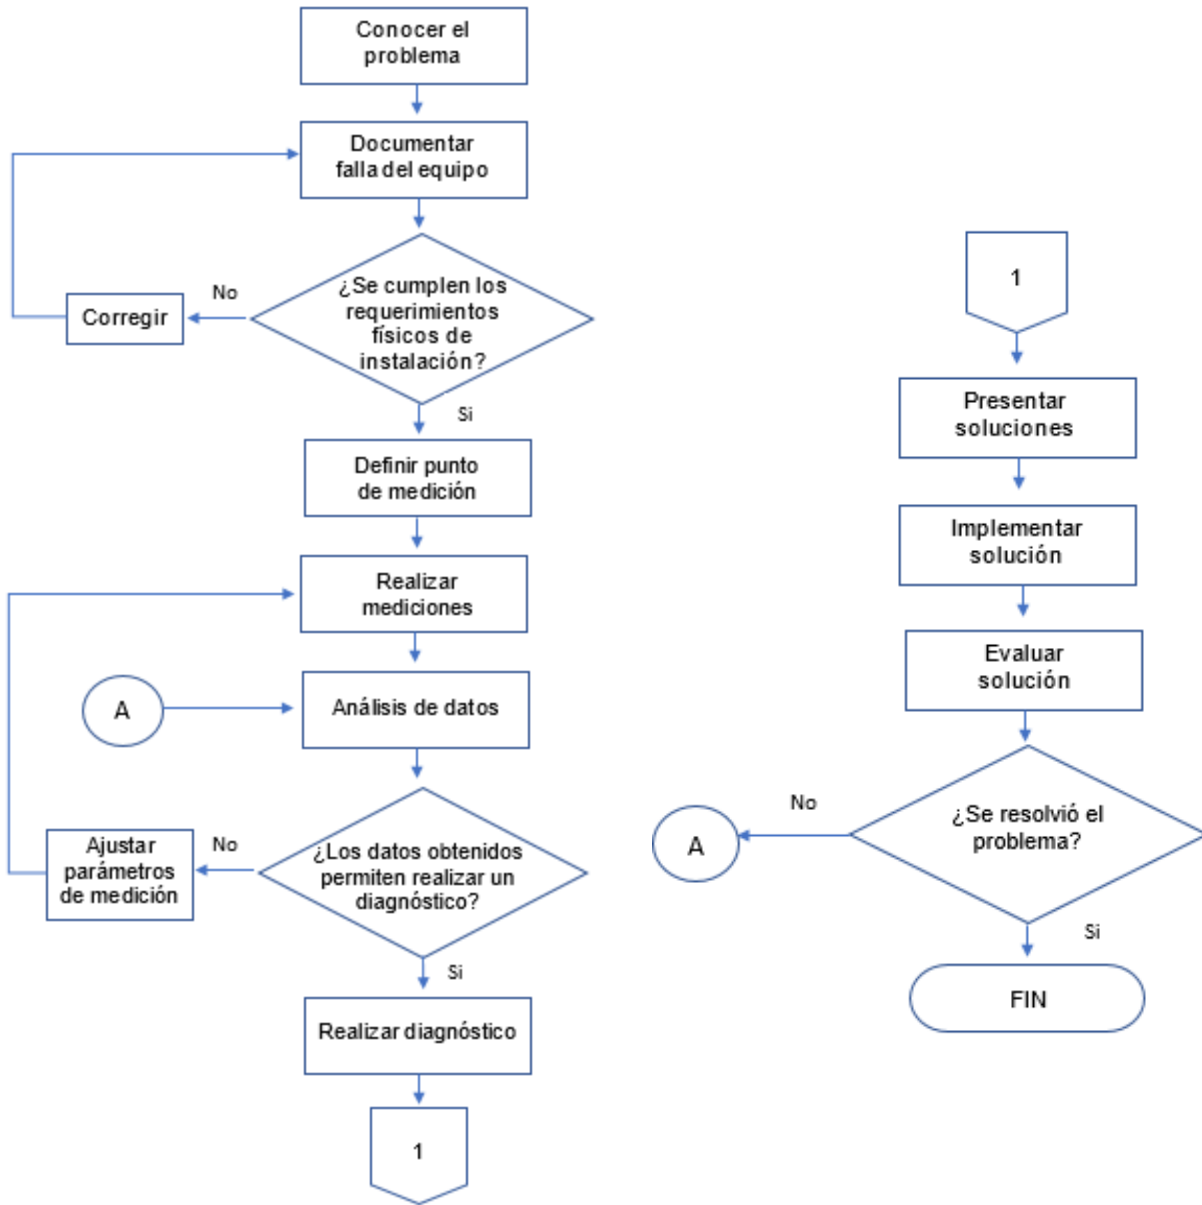 Conocer el
problema
Documentar
falla del equipo
¿Se cumplen los
requerimientos
físicos de
instalación?
No
Corregir
Si
Definir punto
de medición
Realizar
mediciones
A
Análisis de datos
¿Los datos obtenidos
permiten realizar un
diagnóstico?
No
Ajustar
parámetros
de medición
Si
Realizar diagnóstico
1
1
Presentar
soluciones
Implementar
solución
Evaluar
solución
¿Se resolvió el
problema?
No
A
Si
FIN